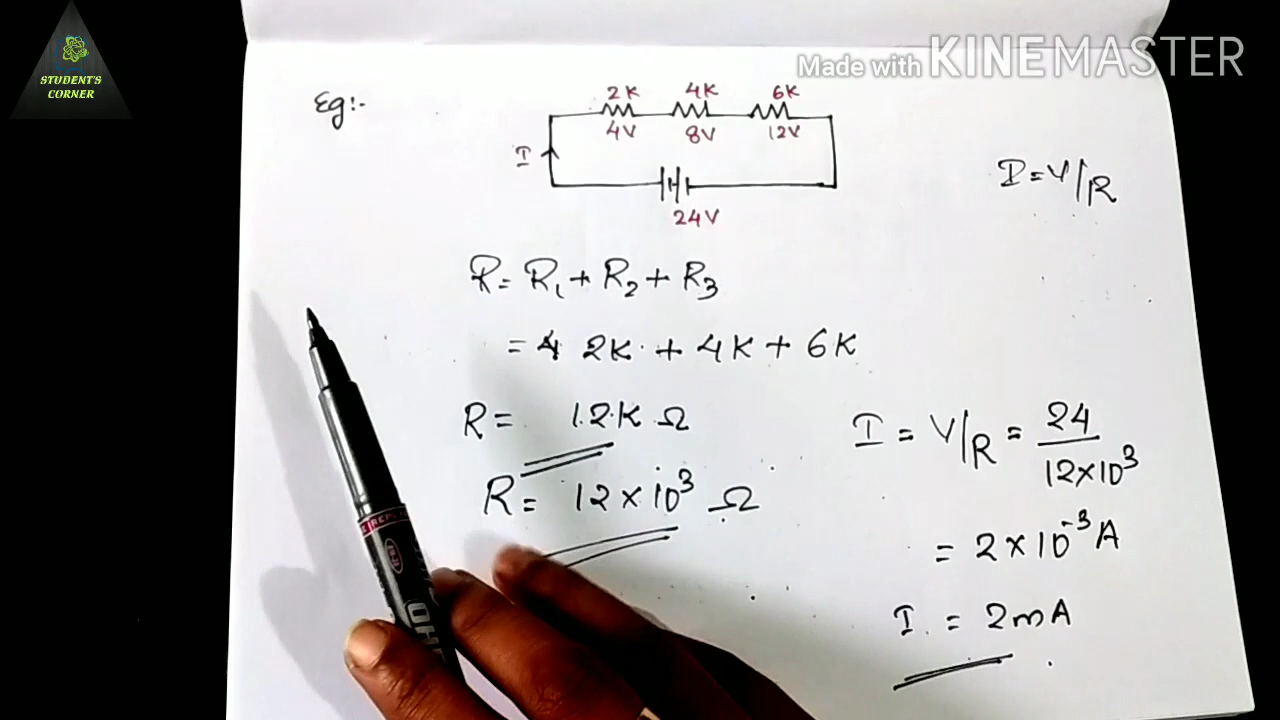 STUDENT'S
CORNER
Made with KINEMASTER
Eg:-
2K 4K 6K
4V 8V 12V
I
24V
I = V/R
R = R1 + R2 + R3
= 4 2K + 4K + 6K
R = 12K Ω
R = 12 × 10³ Ω
I = V/R = 24
12×10³
= 2×10⁻³ A
I = 2mA